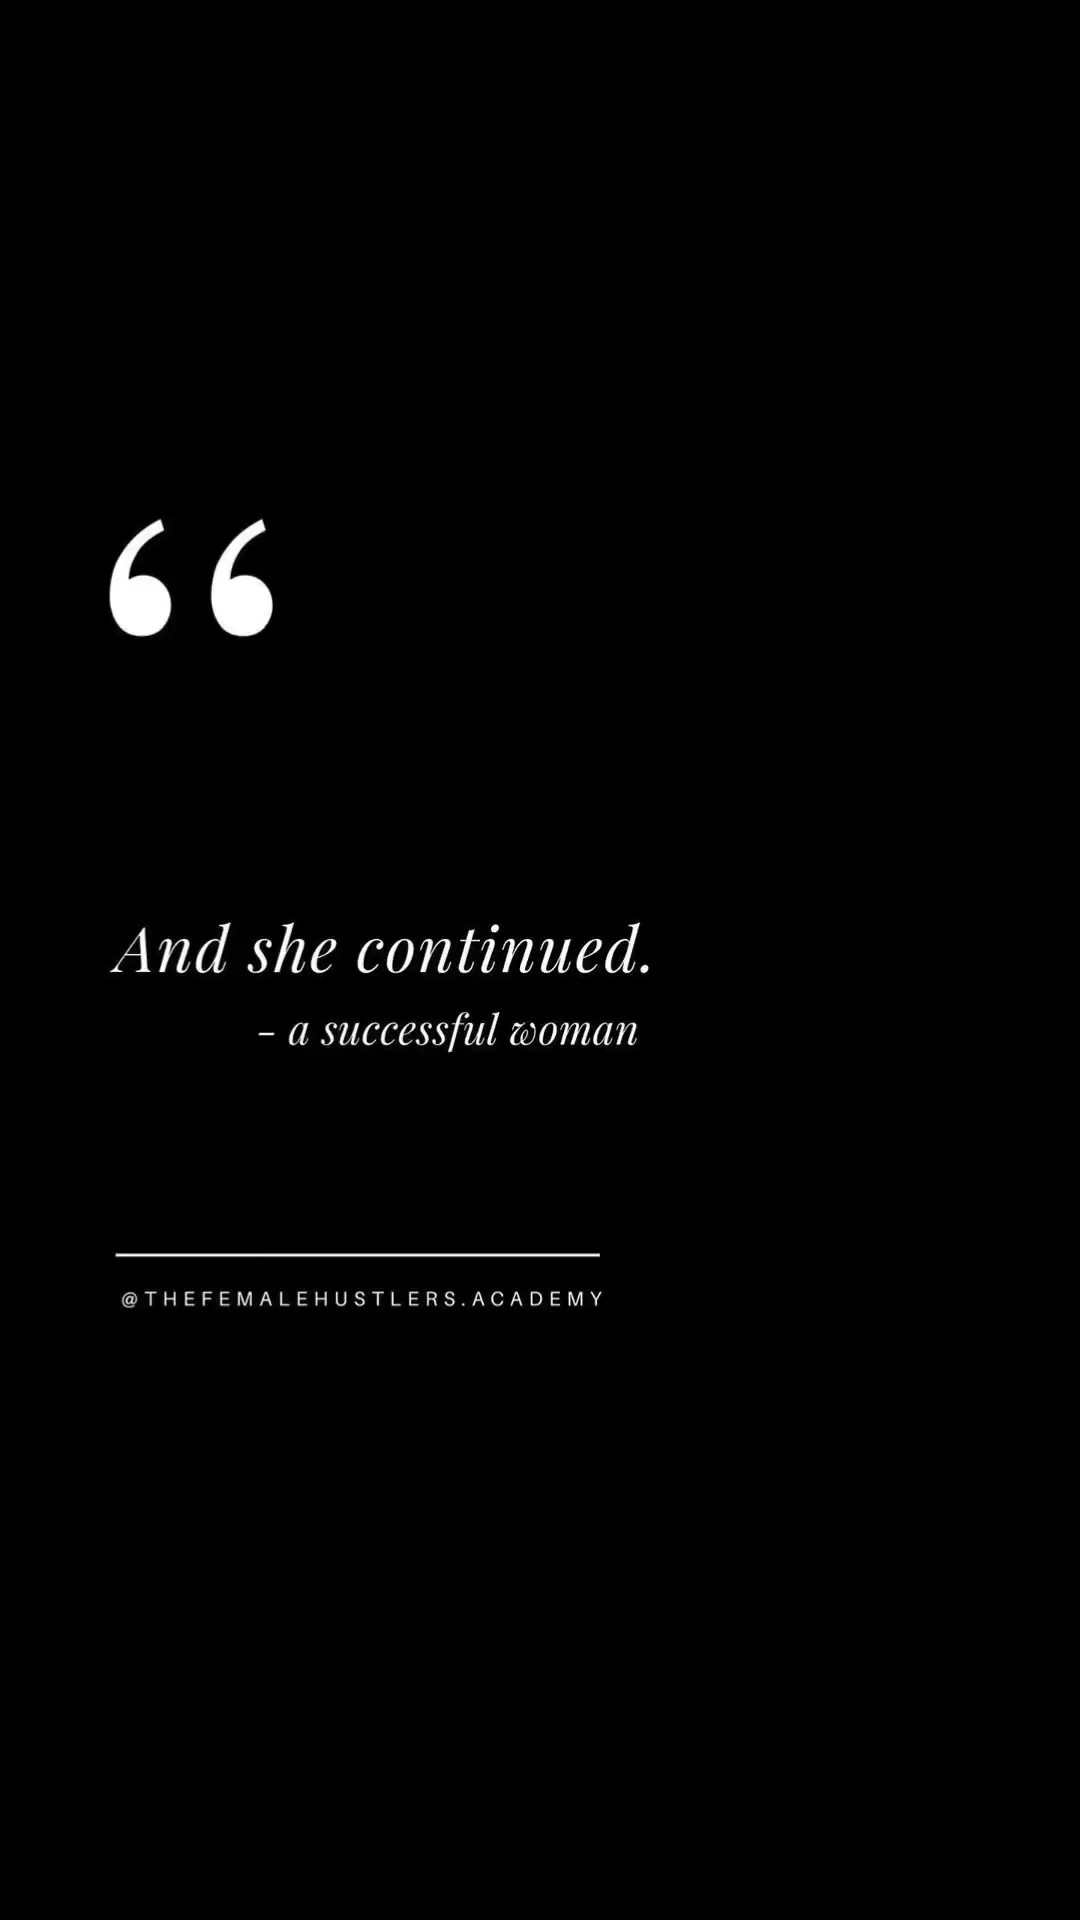 “
And she continued.
– a successful woman
@THEFEMALEHUSTLERS.ACADEMY